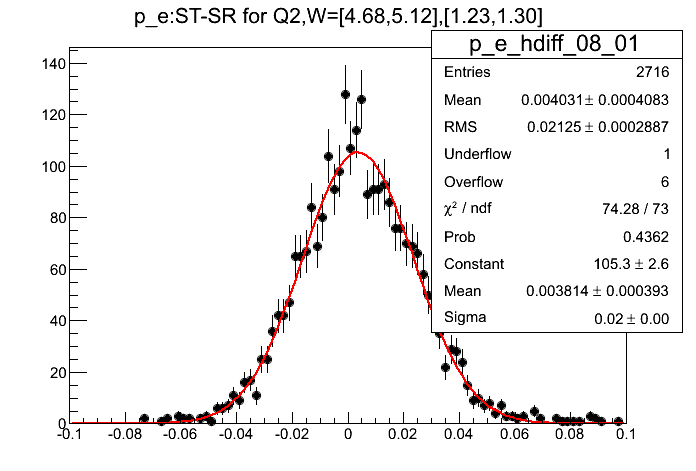 p_e:ST-SR for Q2,W=[4.68,5.12],[1.23,1.30]
p_e_hdiff_08_01
Entries 2716
Mean 0.004031 ± 0.0004083
RMS 0.02125 ± 0.0002887
Underflow 1
Overflow 6
χ² / ndf 74.28 / 73
Prob 0.4362
Constant 105.3 ± 2.6
Mean 0.003814 ± 0.000393
Sigma 0.02 ± 0.00
140
120
100
80
60
40
20
0
-0.1 -0.08 -0.06 -0.04 -0.02 0 0.02 0.04 0.06 0.08 0.1